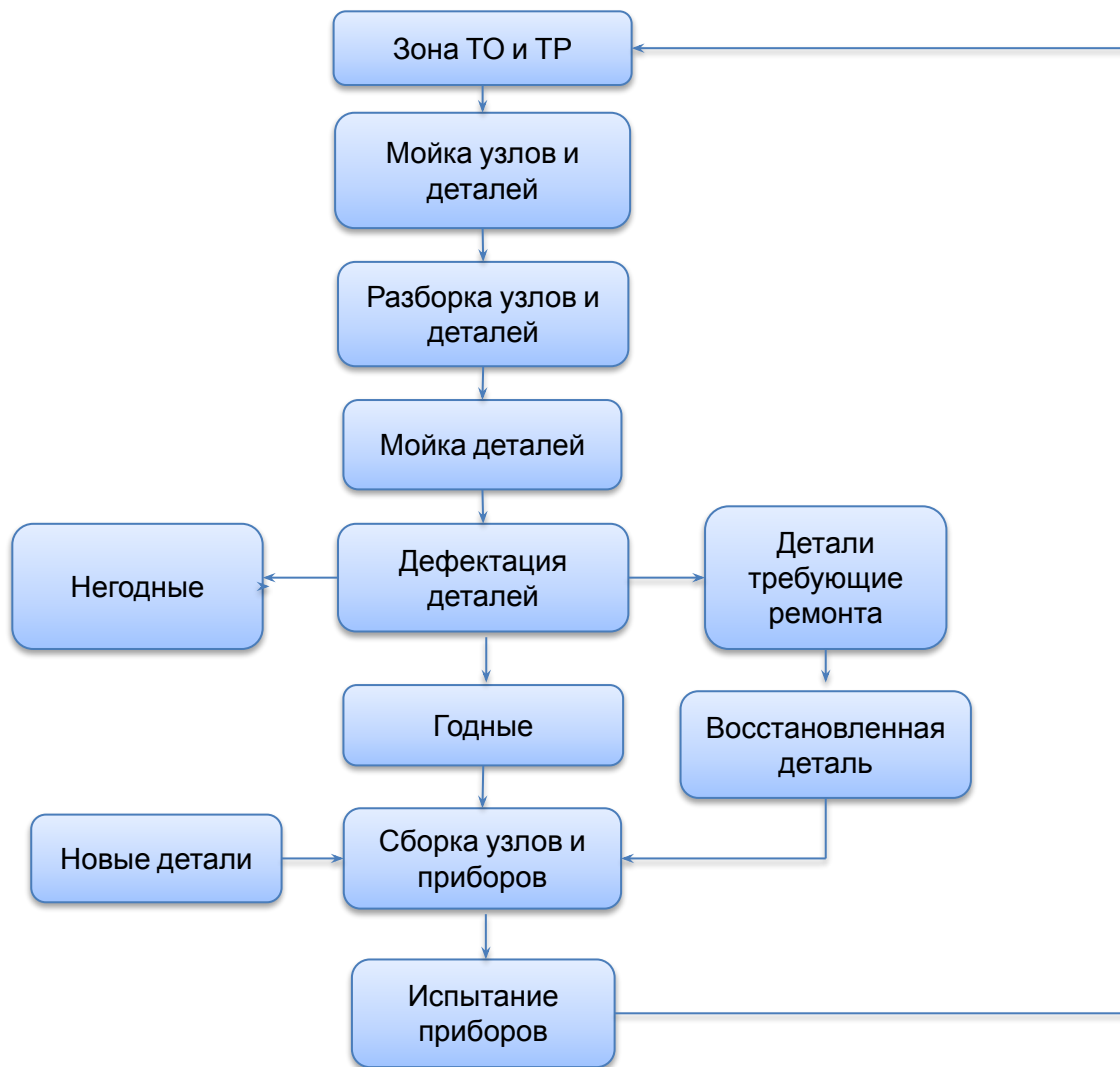 Зона ТО и ТР
Мойка узлов и
деталей
Разборка узлов и
деталей
Мойка деталей
Негодные
Дефектация
деталей
Детали
требующие
ремонта
Годные
Восстановленная
деталь
Новые детали
Сборка узлов и
приборов
Испытание
приборов